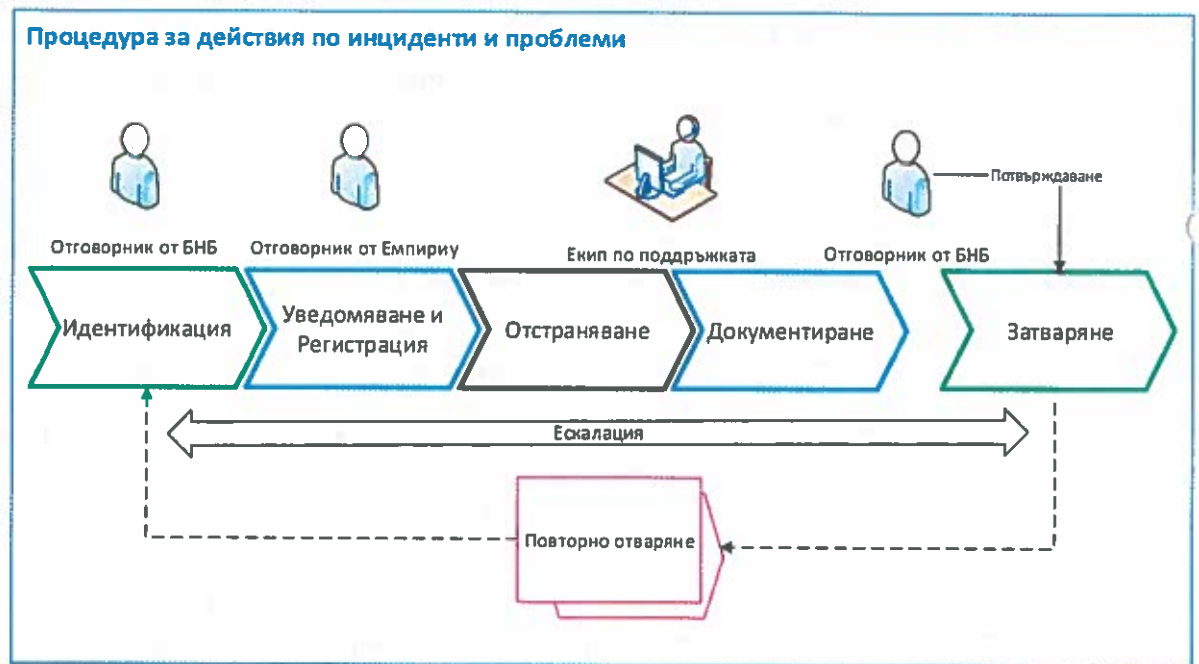 Процедура за действия по инциденти и проблеми
Потвърждаване
Отговорник от БНБ
Отговорник от Емпириу
Екип по поддръжката
Отговорник от БНБ
Идентификация
Уведомяване и
Регистрация
Отстраняване
Документиране
Затваряне
Ескалация
Повторно отваряне